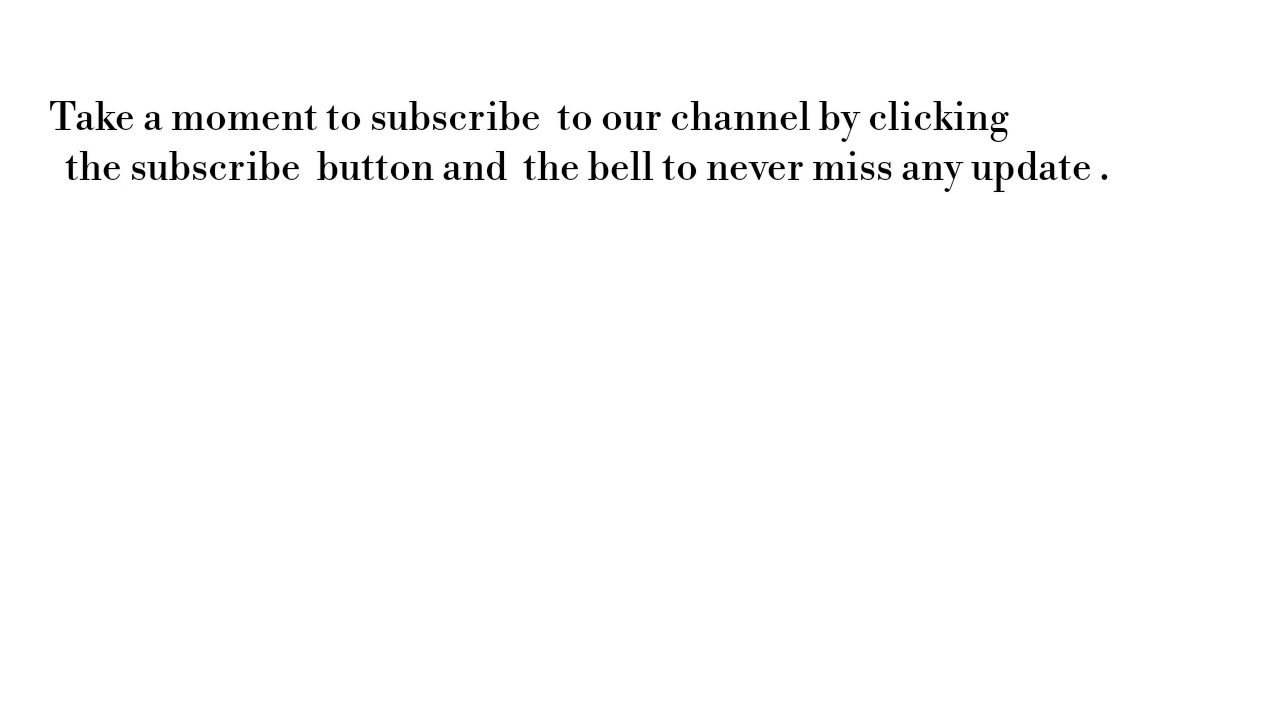 Take a moment to subscribe  to our channel by clicking
the subscribe  button and  the bell to never miss any update .